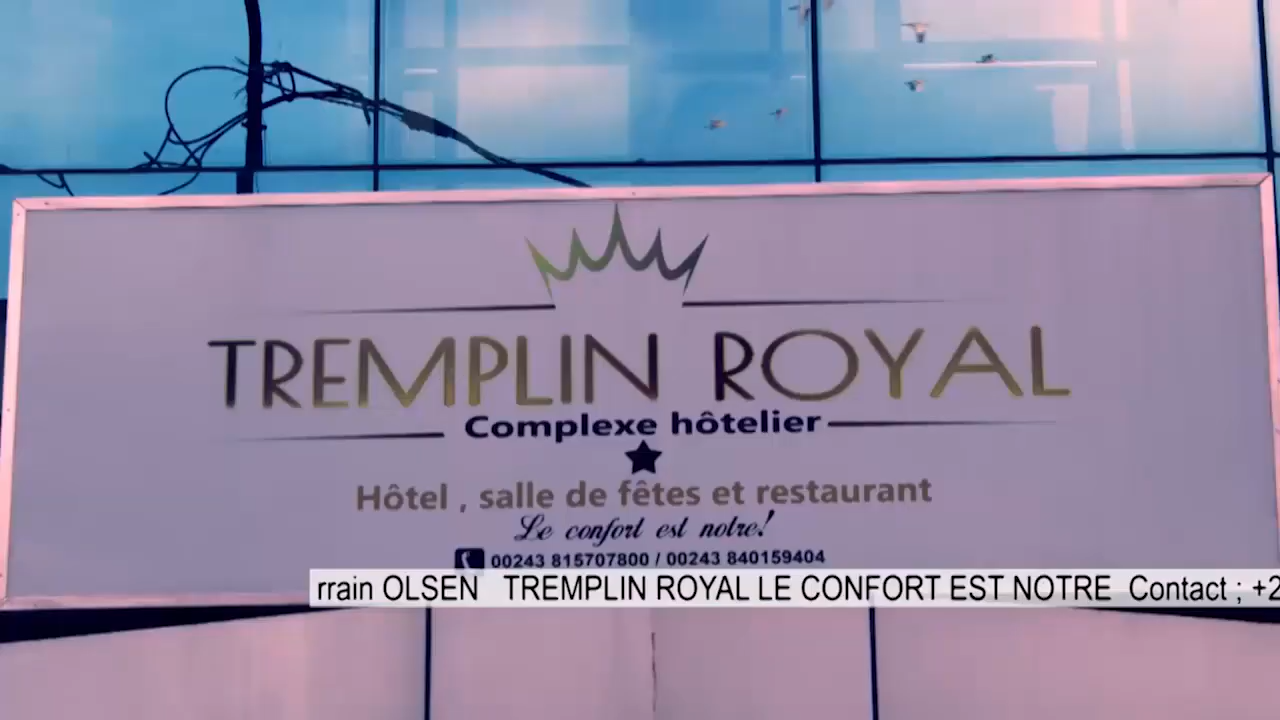 TREMPLIN ROYAL
Complexe hôtelier
Hôtel , salle de fêtes et restaurant
Le confort est notre!
00243 815707800 / 00243 840159404
rrain OLSEN TREMPLIN ROYAL LE CONFORT EST NOTRE Contact ; +2